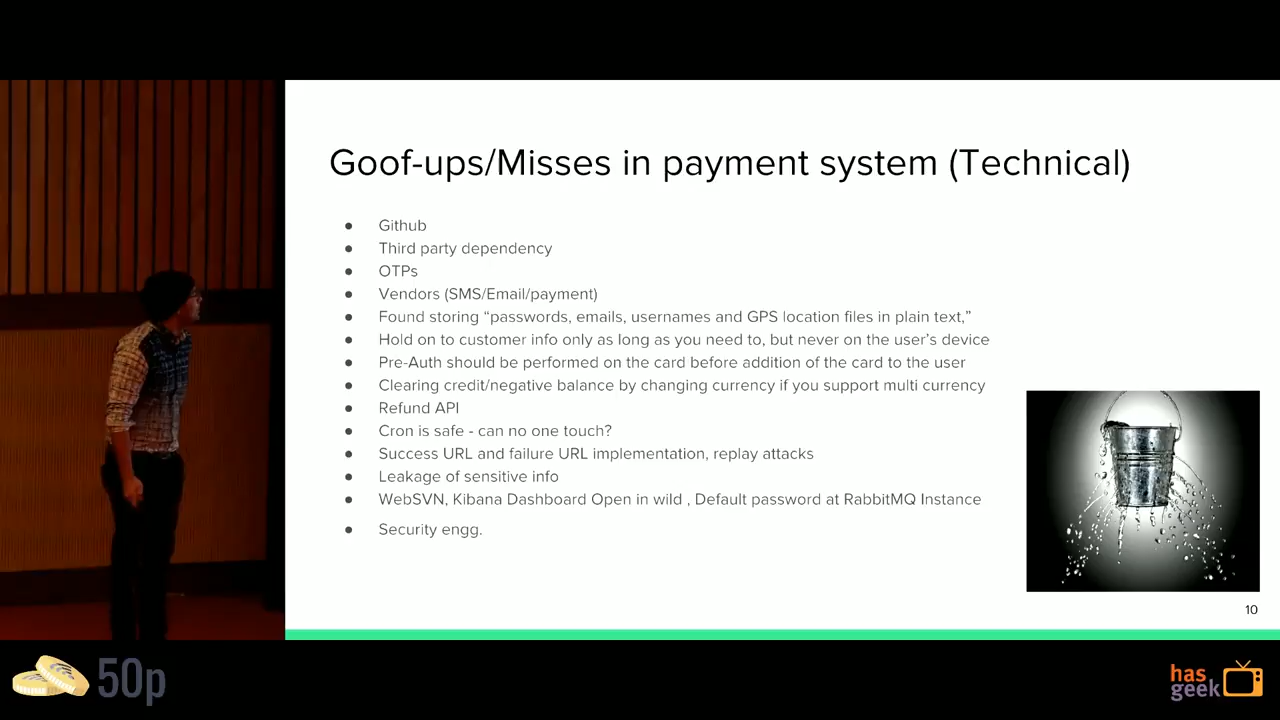 Goof-ups/Misses in payment system (Technical)
● Github
● Third party dependency
● OTPs
● Vendors (SMS/Email/payment)
● Found storing “passwords, emails, usernames and GPS location files in plain text,”
● Hold on to customer info only as long as you need to, but never on the user’s device
● Pre-Auth should be performed on the card before addition of the card to the user
● Clearing credit/negative balance by changing currency if you support multi currency
● Refund API
● Cron is safe - can no one touch?
● Success URL and failure URL implementation, replay attacks
● Leakage of sensitive info
● WebSVN, Kibana Dashboard Open in wild , Default password at RabbitMQ Instance
● Security engg.
10
50p
has
geek